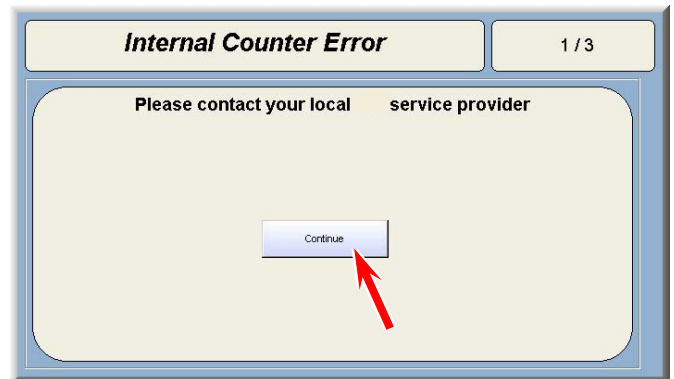 Internal Counter Error
1 / 3
Please contact your local service provider
Continue